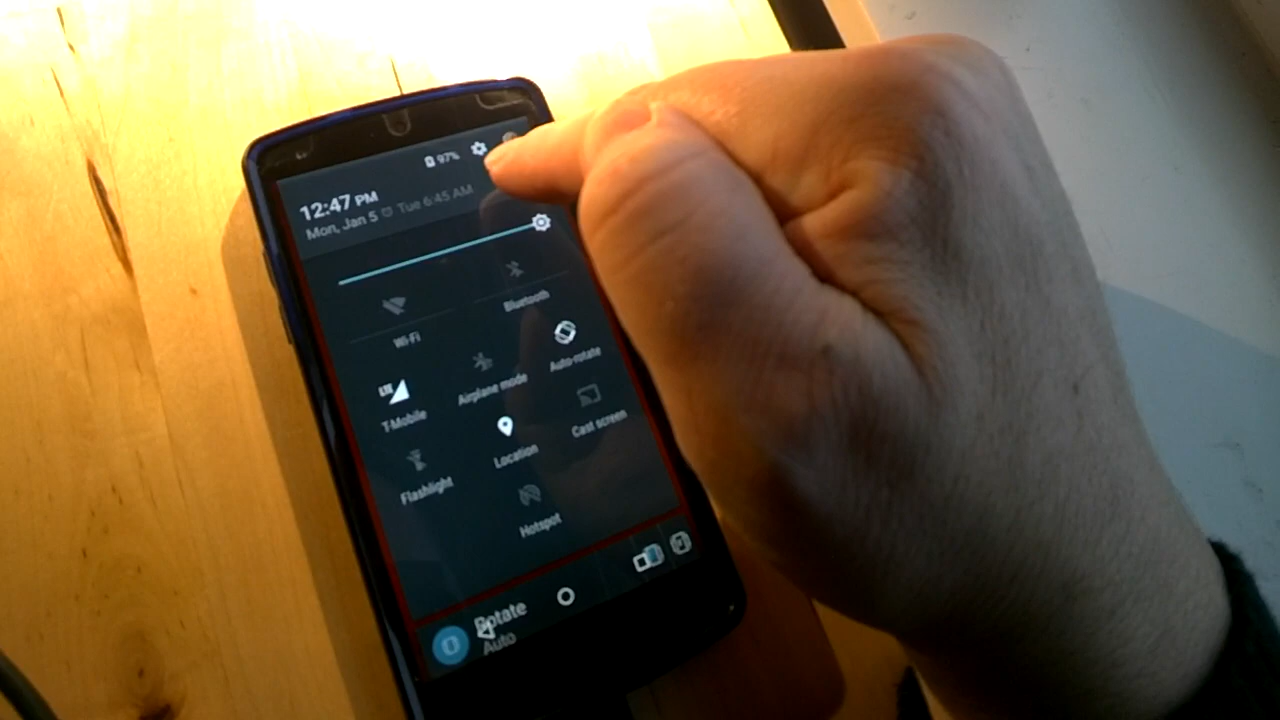 97%
12:47 PM
Mon, Jan 5 Tue 6:45 AM
Wi-Fi
Bluetooth
LTE
T-Mobile
Airplane mode
Auto-rotate
Flashlight
Location
Cast screen
Hotspot
Rotate
Auto